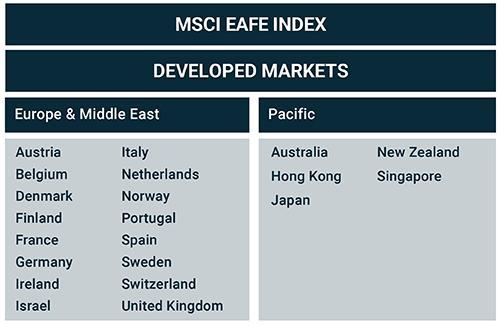 MSCI EAFE INDEX
DEVELOPED MARKETS
Europe & Middle East
Austria
Belgium
Denmark
Finland
France
Germany
Ireland
Israel
Italy
Netherlands
Norway
Portugal
Spain
Sweden
Switzerland
United Kingdom
Pacific
Australia
Hong Kong
Japan
New Zealand
Singapore